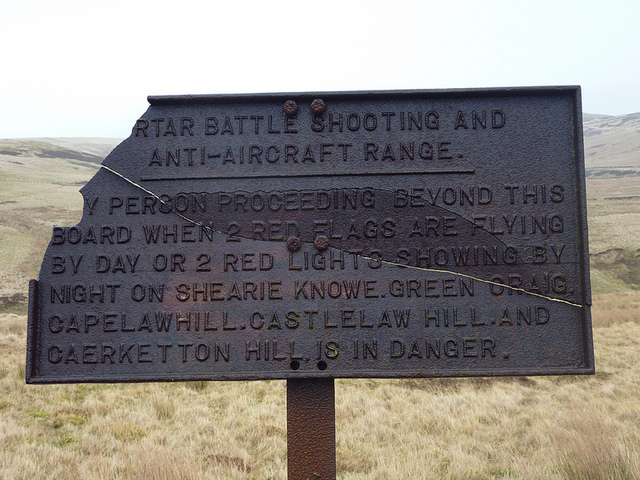 RTAR BATTLE SHOOTING AND
ANTI-AIRCRAFT RANGE.
Y PERSON PROCEEDING BEYOND THIS
BOARD WHEN 2 RED FLAGS ARE FLYING
BY DAY OR 2 RED LIGHTS SHOWING BY
NIGHT ON SHEARIE KNOWE.GREEN CRAIG.
CAPELAWHILL.CASTLELAW HILL.AND
CAERKETTON HILL.IS IN DANGER.